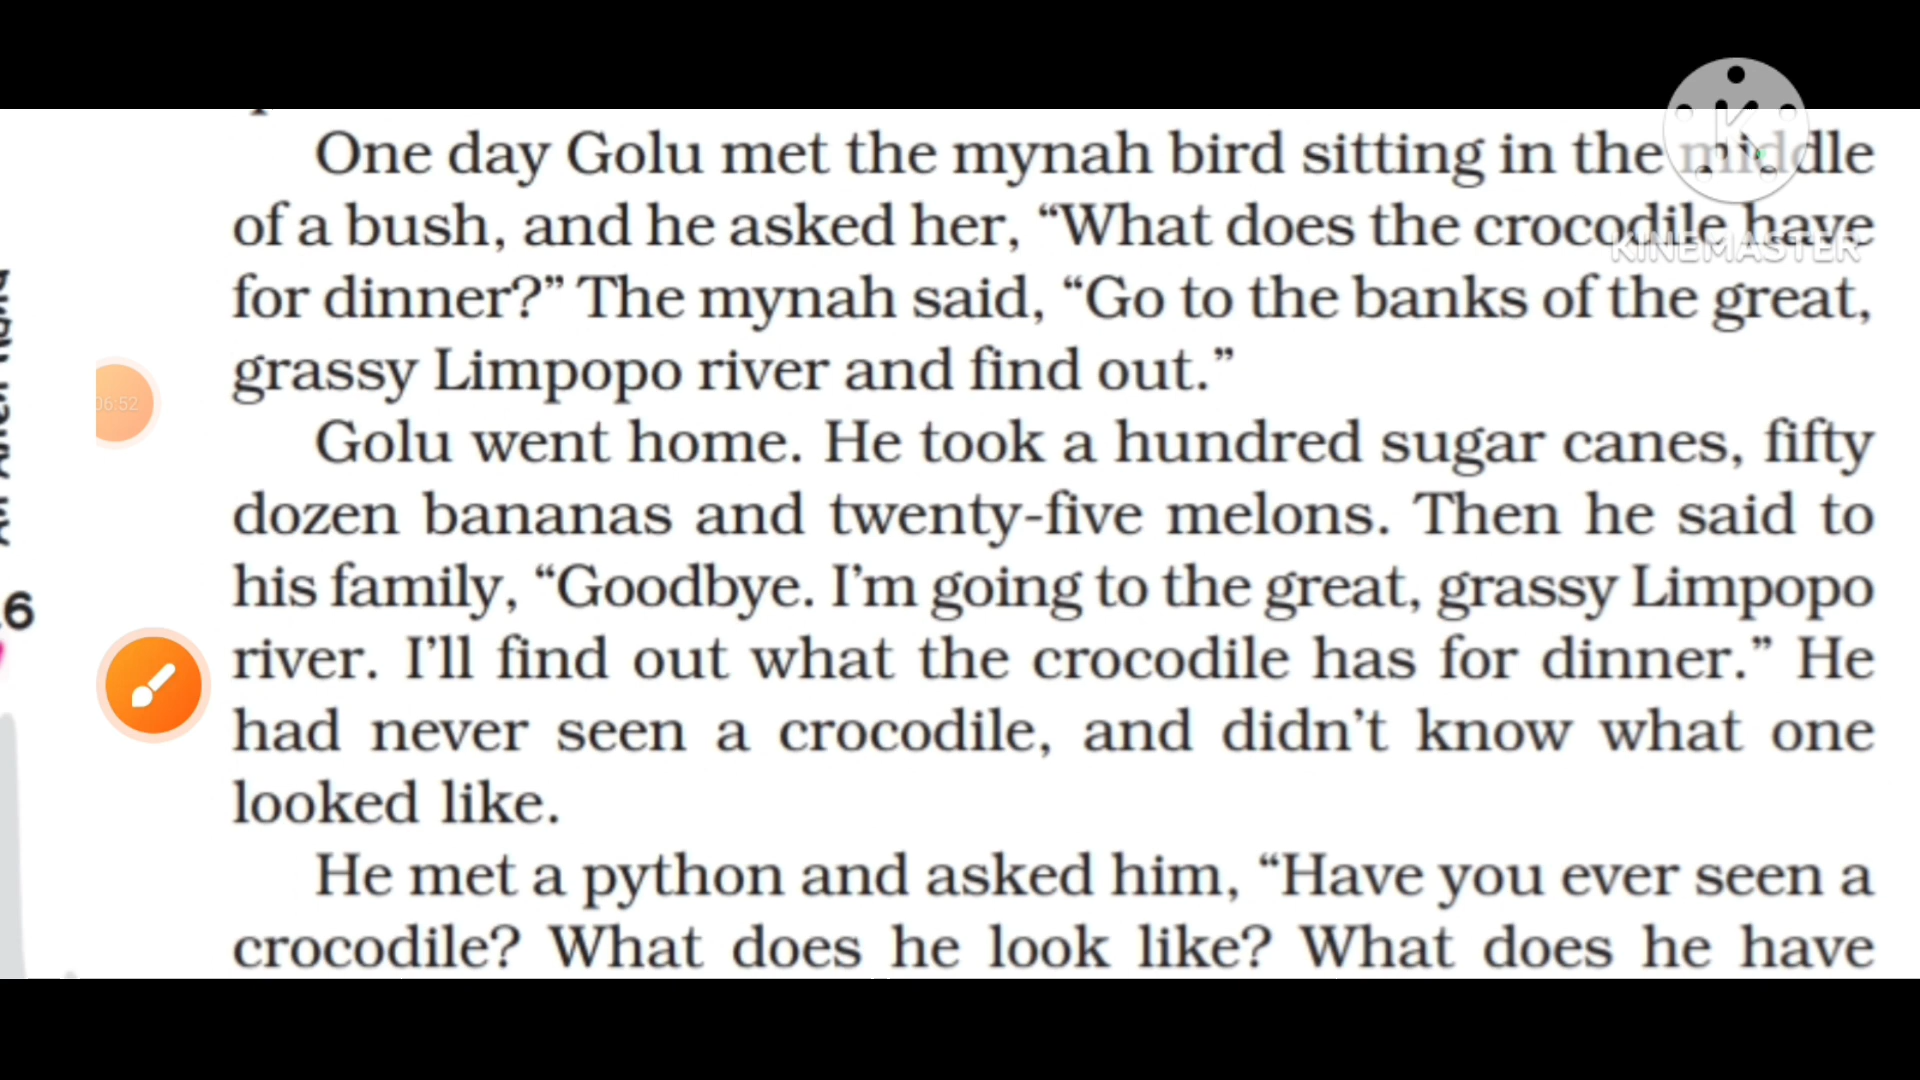 One day Golu met the mynah bird sitting in the middle
of a bush, and he asked her, “What does the crocodile have
for dinner?” The mynah said, “Go to the banks of the great,
grassy Limpopo river and find out.”
Golu went home. He took a hundred sugar canes, fifty
dozen bananas and twenty-five melons. Then he said to
his family, “Goodbye. I’m going to the great, grassy Limpopo
river. I’ll find out what the crocodile has for dinner.” He
had never seen a crocodile, and didn’t know what one
looked like.
He met a python and asked him, “Have you ever seen a
crocodile? What does he look like? What does he have
KINEMASTER
06:52
6